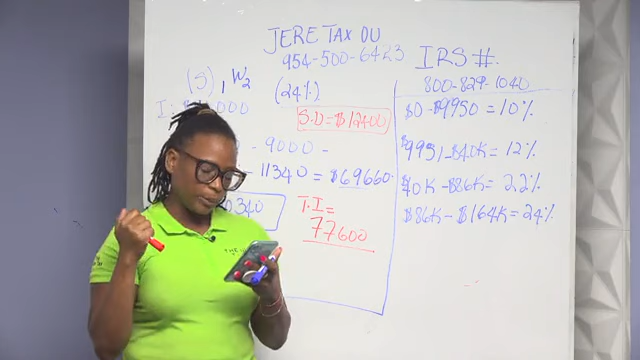 JERE TAX OU
954-500-6423
(S), W2
(24%)
S.D = $12400
- 9000 -
- 11340 = $69660
T.I =
77600
IRS #.
800-829-1040
$0 - $9950 = 10%
$9951 - $40K = 12%
$40K - $86K = 22%
$86K - $164K = 24%